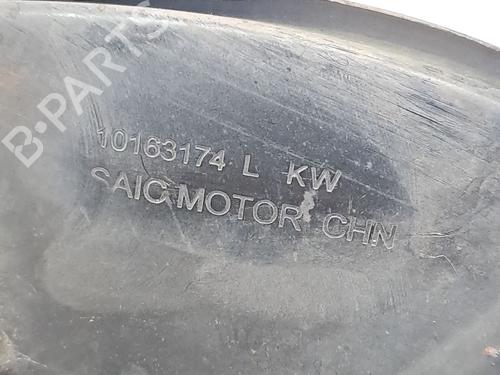 B-PARTS
10163174 L KW
SAIC MOTOR CHN